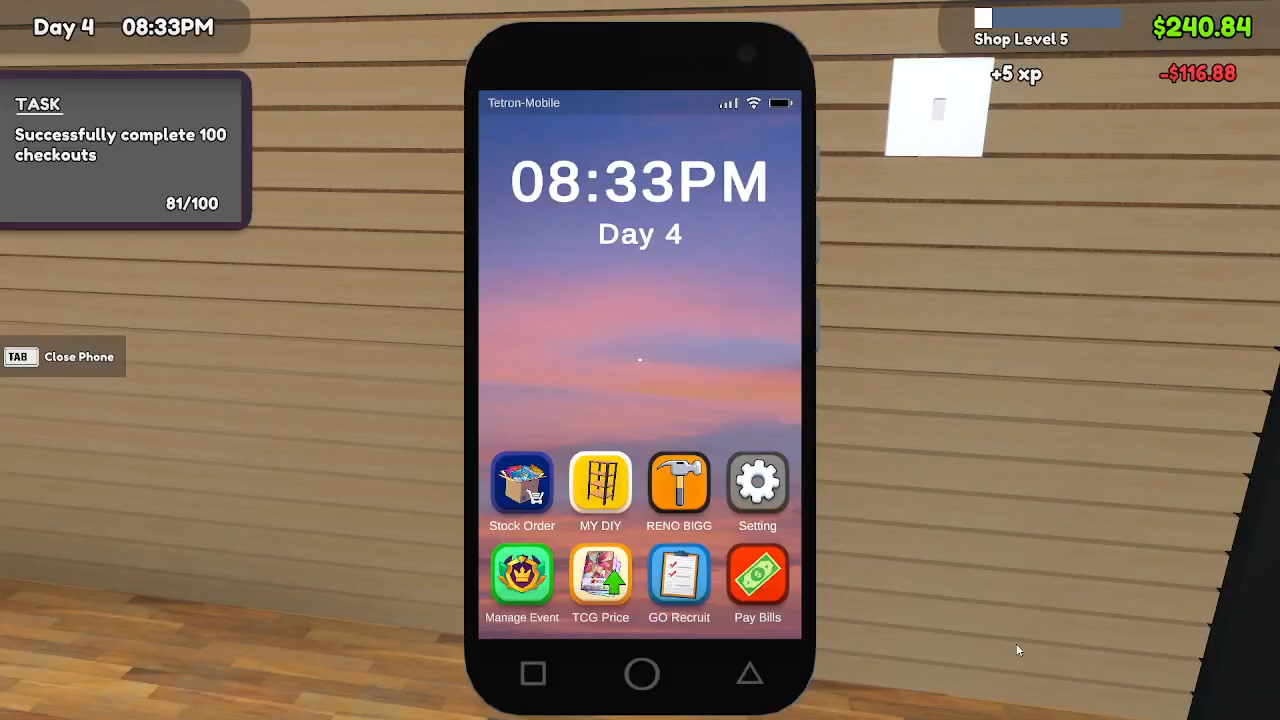 Day 4 08:33PM
Shop Level 5
$240.84
+5 xp
-$116.88
TASK
Successfully complete 100
checkouts
81/100
TAB Close Phone
Tetron-Mobile
08:33PM
Day 4
Stock Order MY DIY RENO BIGG Setting
Manage Event TCG Price GO Recruit Pay Bills